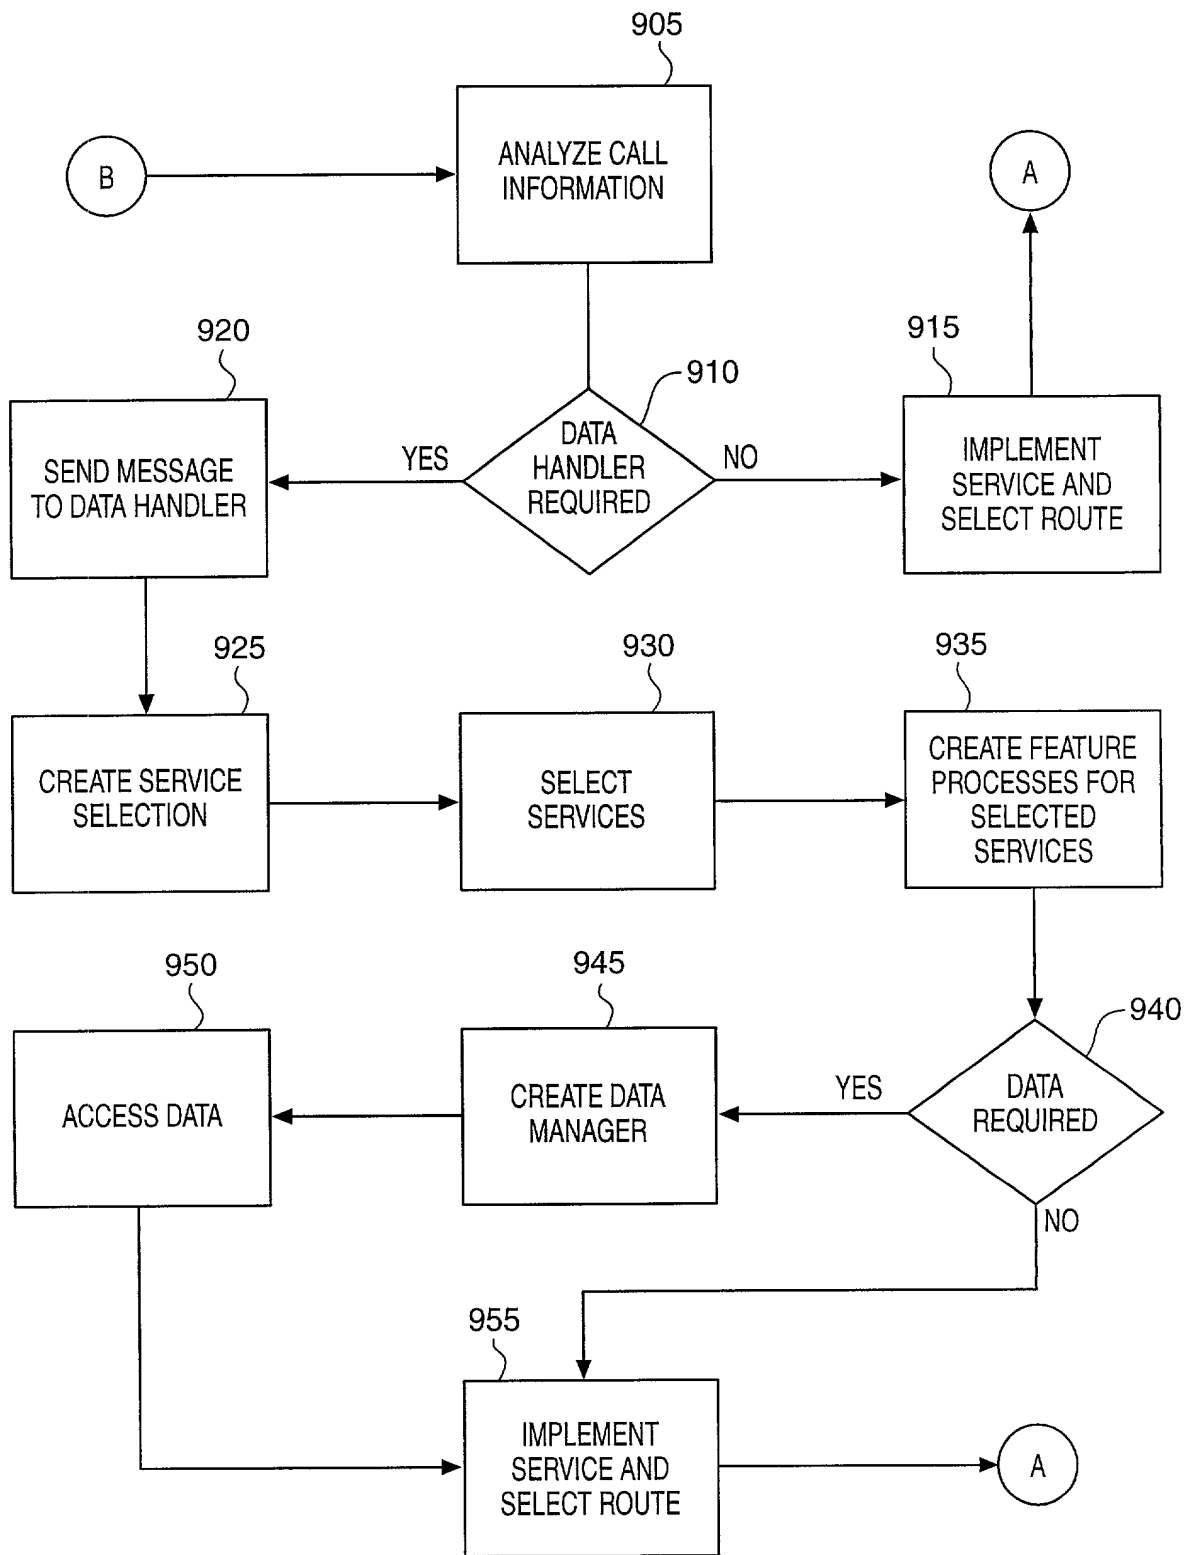 905
ANALYZE CALL
INFORMATION
B
A
920
915
910
SEND MESSAGE
TO DATA HANDLER
YES
DATA
HANDLER
REQUIRED
NO
IMPLEMENT
SERVICE AND
SELECT ROUTE
925
930
935
CREATE SERVICE
SELECTION
SELECT
SERVICES
CREATE FEATURE
PROCESSES FOR
SELECTED
SERVICES
950
945
940
ACCESS DATA
CREATE DATA
MANAGER
YES
DATA
REQUIRED
NO
955
IMPLEMENT
SERVICE AND
SELECT ROUTE
A